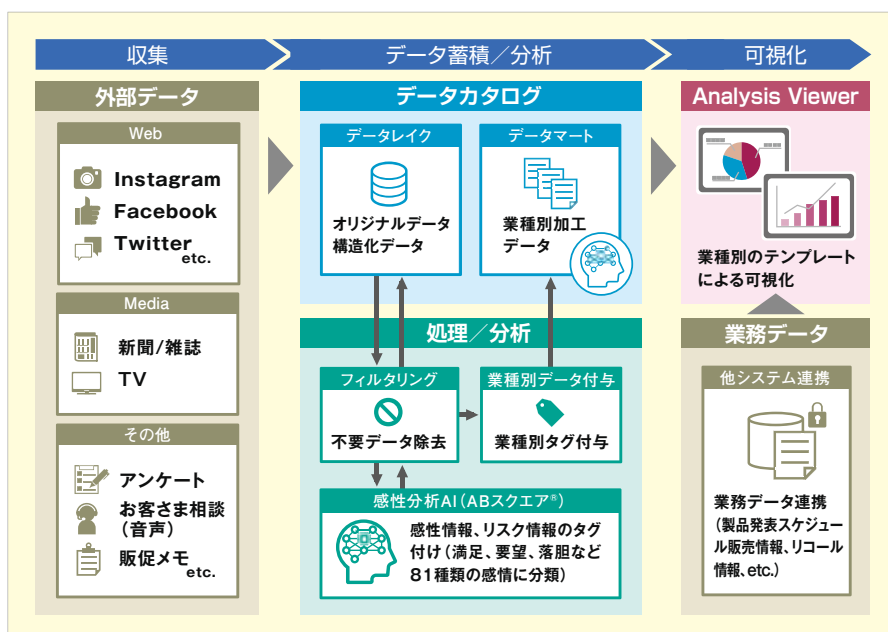 収集
データ蓄積／分析
可視化
外部データ
Web
Instagram
Facebook
Twitter
etc.
Media
新聞/雑誌
TV
その他
アンケート
お客さま相談
（音声）
販促メモ
etc.
データカタログ
データレイク
オリジナルデータ
構造化データ
データマート
業種別加工
データ
処理／分析
フィルタリング
不要データ除去
業種別データ付与
業種別タグ付与
感性分析AI（ABスクエア®）
感性情報、リスク情報のタグ
付け（満足、要望、落胆など
81種類の感情に分類）
Analysis Viewer
業種別のテンプレート
による可視化
業務データ
他システム連携
業務データ連携
（製品発表スケジュー
ル販売情報、リコール
情報、etc.）